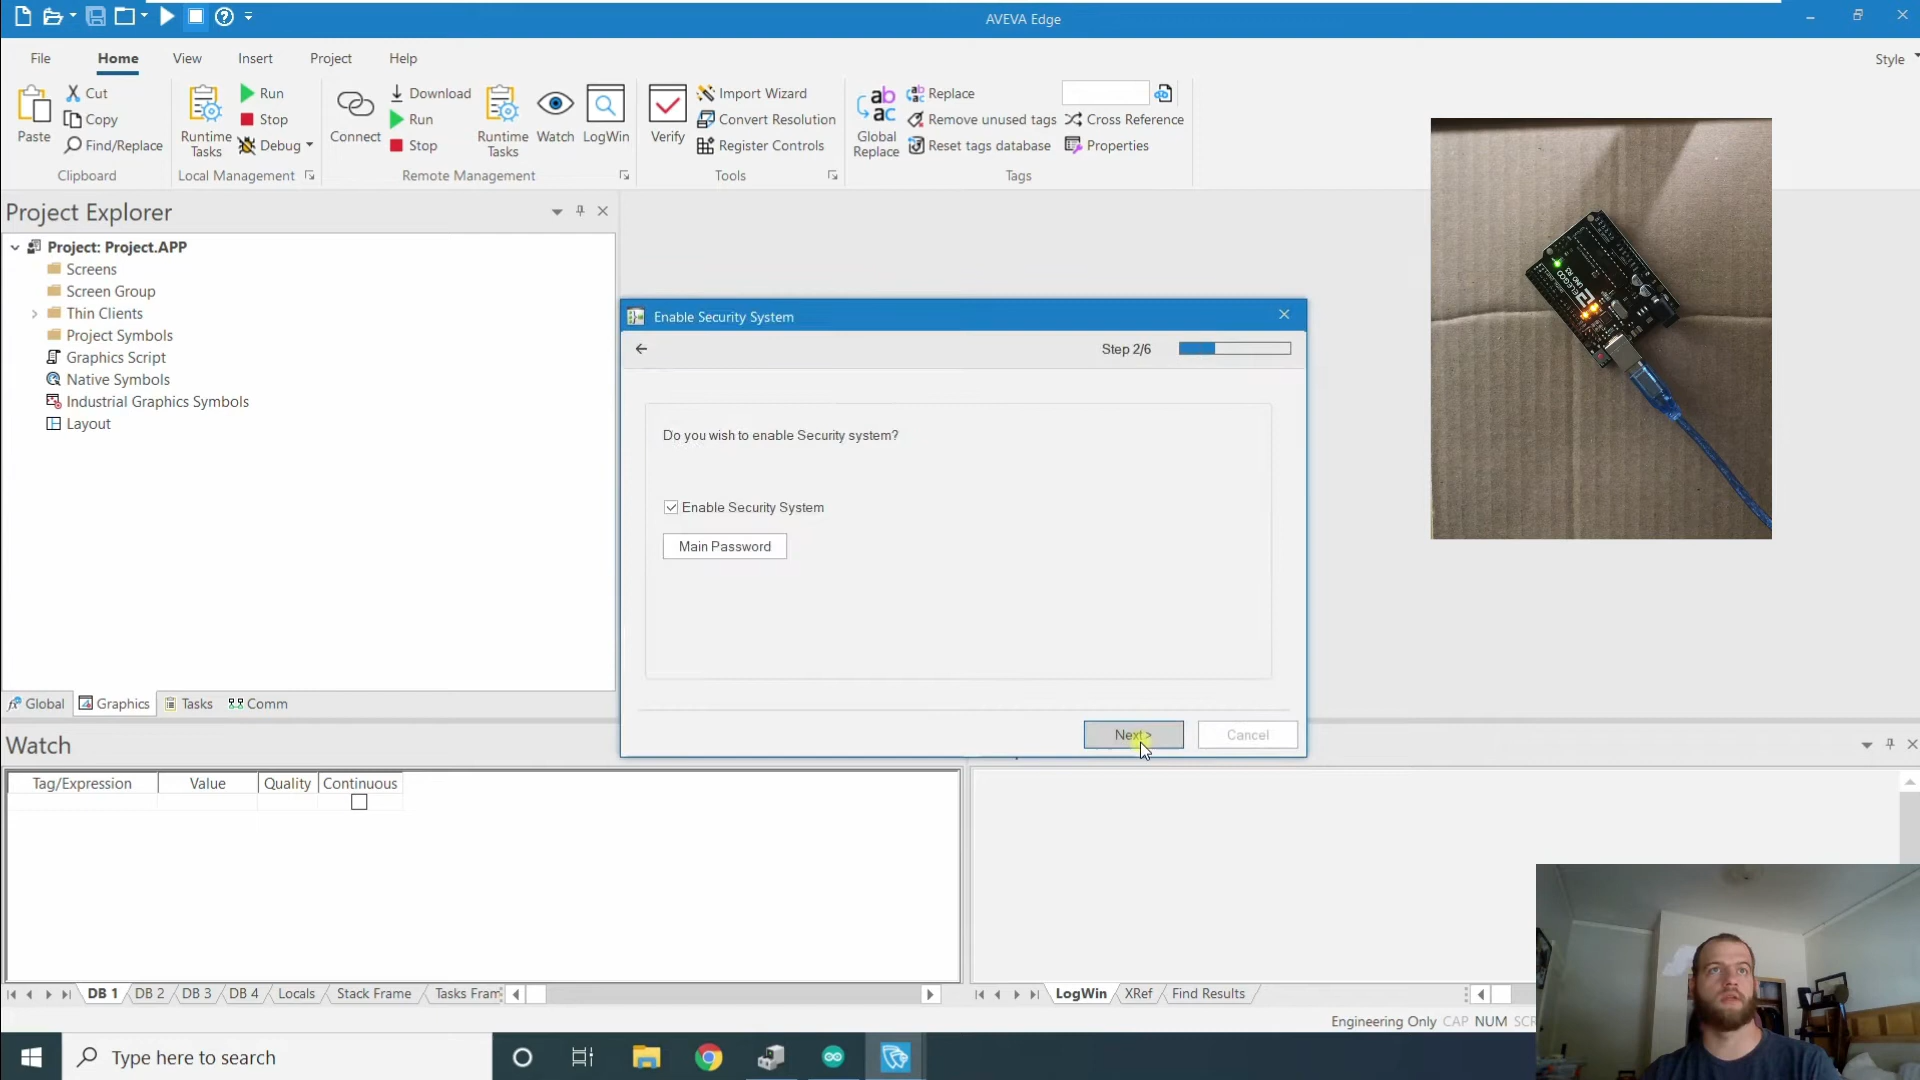 AVEVA Edge
File Home View Insert Project Help Style
Paste Cut Copy Find/Replace
Clipboard
Runtime Tasks Run Stop Debug
Local Management
Connect Download Run Stop Runtime Tasks Watch LogWin
Remote Management
Verify Import Wizard Convert Resolution Register Controls
Tools
Global Replace Replace Remove unused tags Reset tags database Cross Reference Properties
Tags
Project Explorer
Project: Project.APP
Screens
Screen Group
Thin Clients
Project Symbols
Graphics Script
Native Symbols
Industrial Graphics Symbols
Layout
Global Graphics Tasks Comm
Enable Security System
Step 2/6
Do you wish to enable Security system?
Enable Security System
Main Password
Next> Cancel
ELEGOO
UNO R3
Watch
Tag/Expression Value Quality Continuous
DB 1 DB 2 DB 3 DB 4 Locals Stack Frame Tasks Fram
LogWin XRef Find Results
Engineering Only CAP NUM SCR
Type here to search